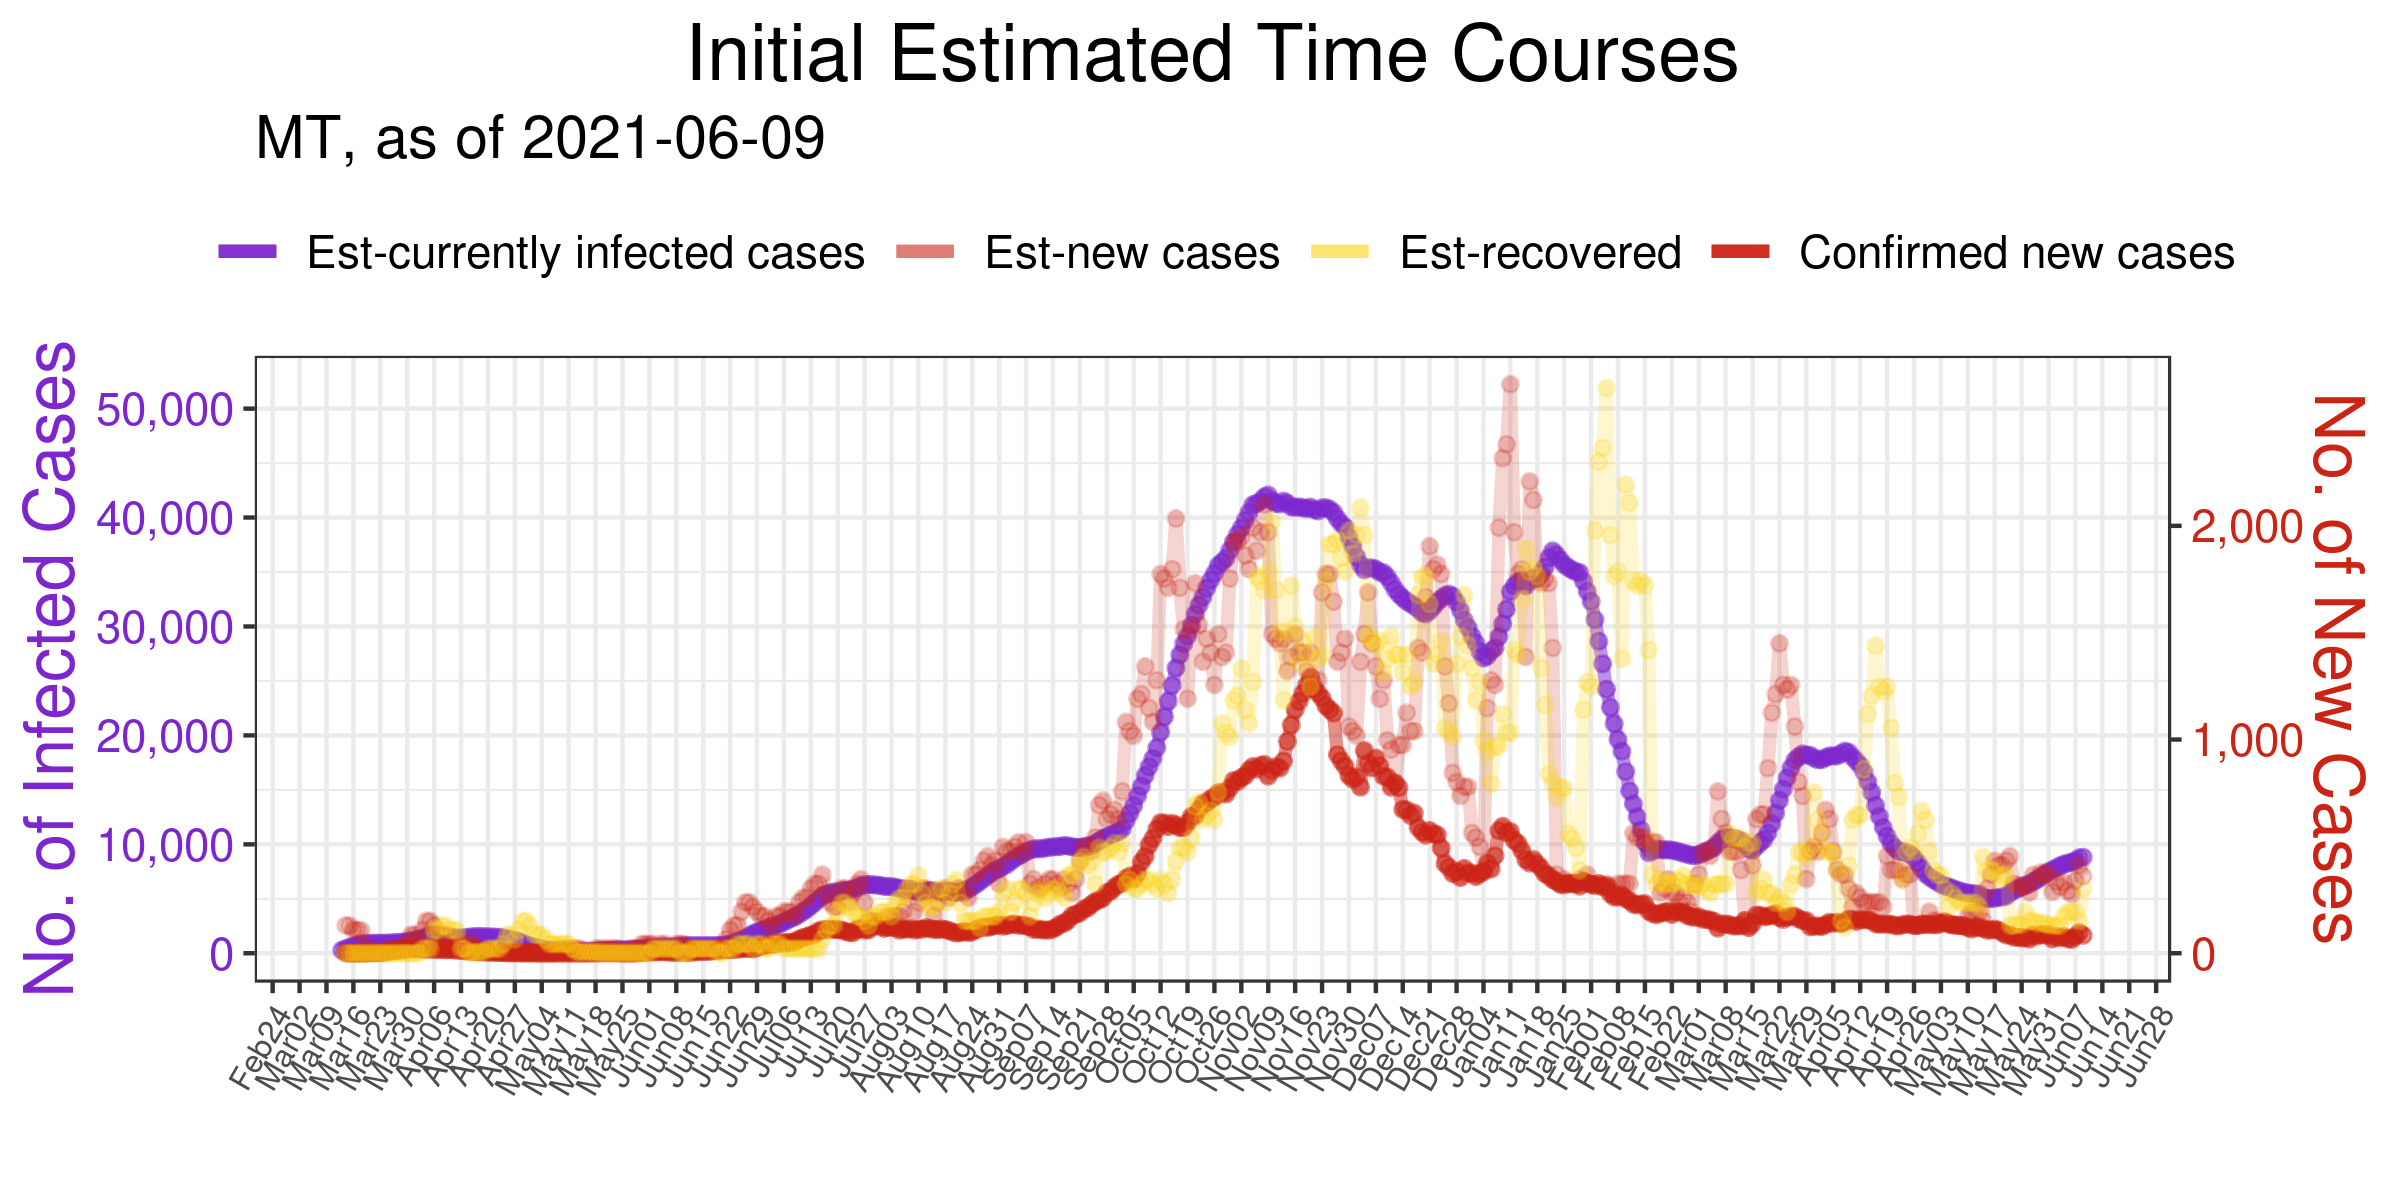 Initial Estimated Time Courses
MT, as of 2021-06-09
Est-currently infected cases
Est-new cases
Est-recovered
Confirmed new cases
No. of Infected Cases
50,000
40,000
30,000
20,000
10,000
0
No. of New Cases
2,000
1,000
0
Feb24
Mar02
Mar09
Mar16
Mar23
Mar30
Apr06
Apr13
Apr20
Apr27
May04
May11
May18
May25
Jun01
Jun08
Jun15
Jun22
Jun29
Jul06
Jul13
Jul20
Jul27
Aug03
Aug10
Aug17
Aug24
Aug31
Sep07
Sep14
Sep21
Sep28
Oct05
Oct12
Oct19
Oct26
Nov02
Nov09
Nov16
Nov23
Nov30
Dec07
Dec14
Dec21
Dec28
Jan04
Jan11
Jan18
Jan25
Feb01
Feb08
Feb15
Feb22
Mar01
Mar08
Mar15
Mar22
Mar29
Apr05
Apr12
Apr19
Apr26
May03
May10
May17
May24
May31
Jun07
Jun14
Jun21
Jun28